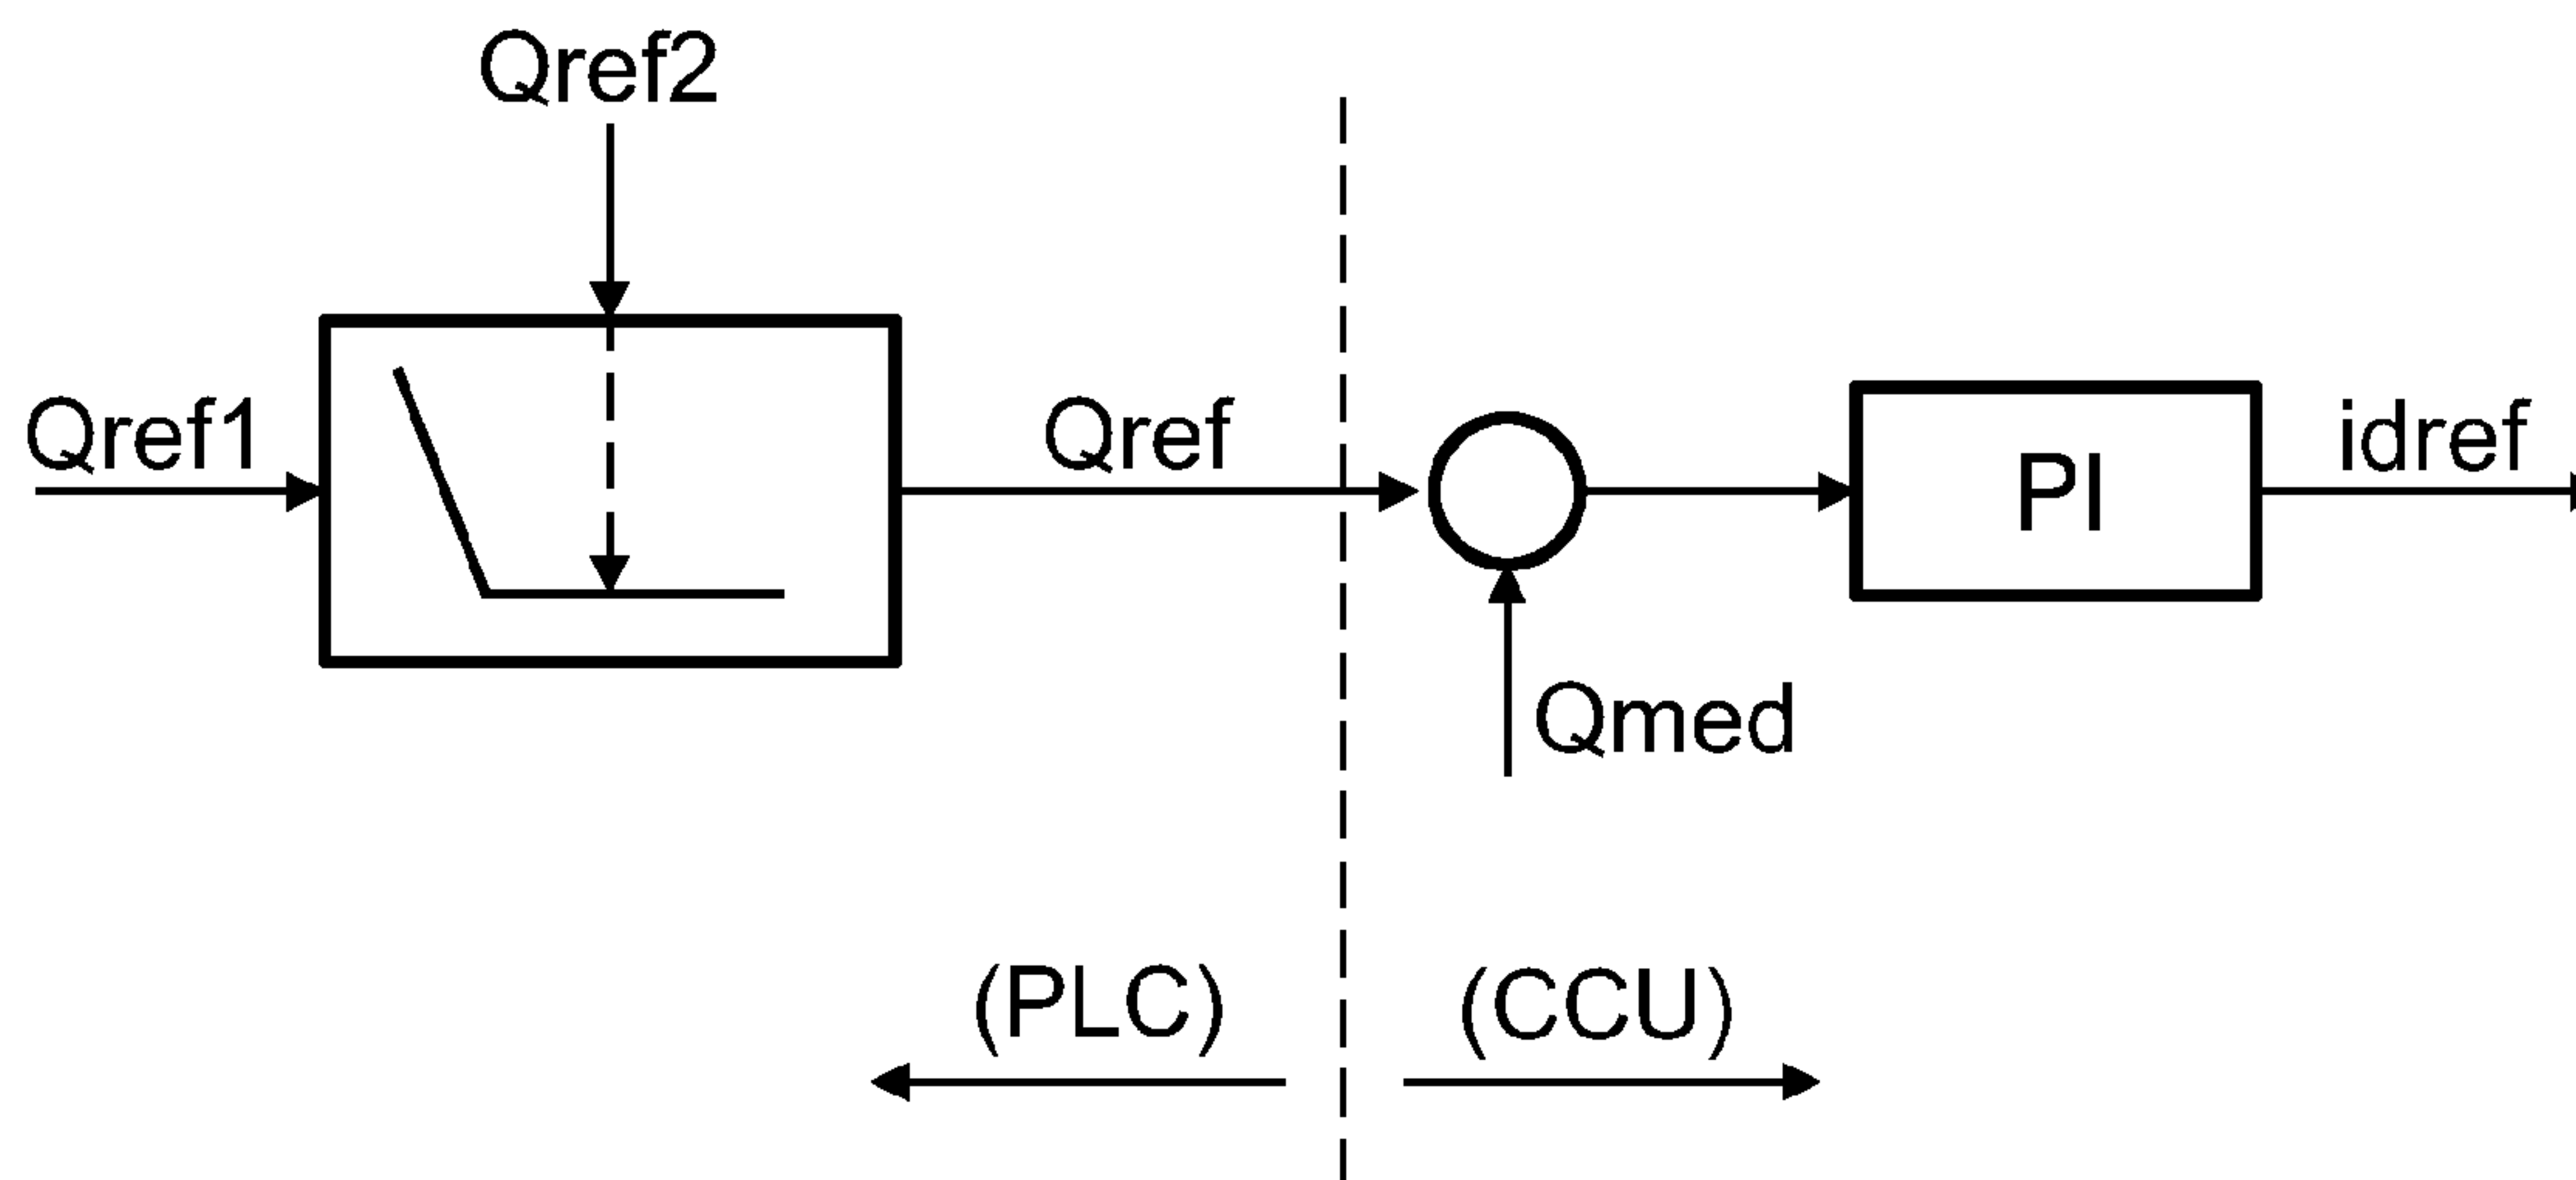 Qref2
Qref1
Qref
idref
PI
Qmed
(PLC)
(CCU)